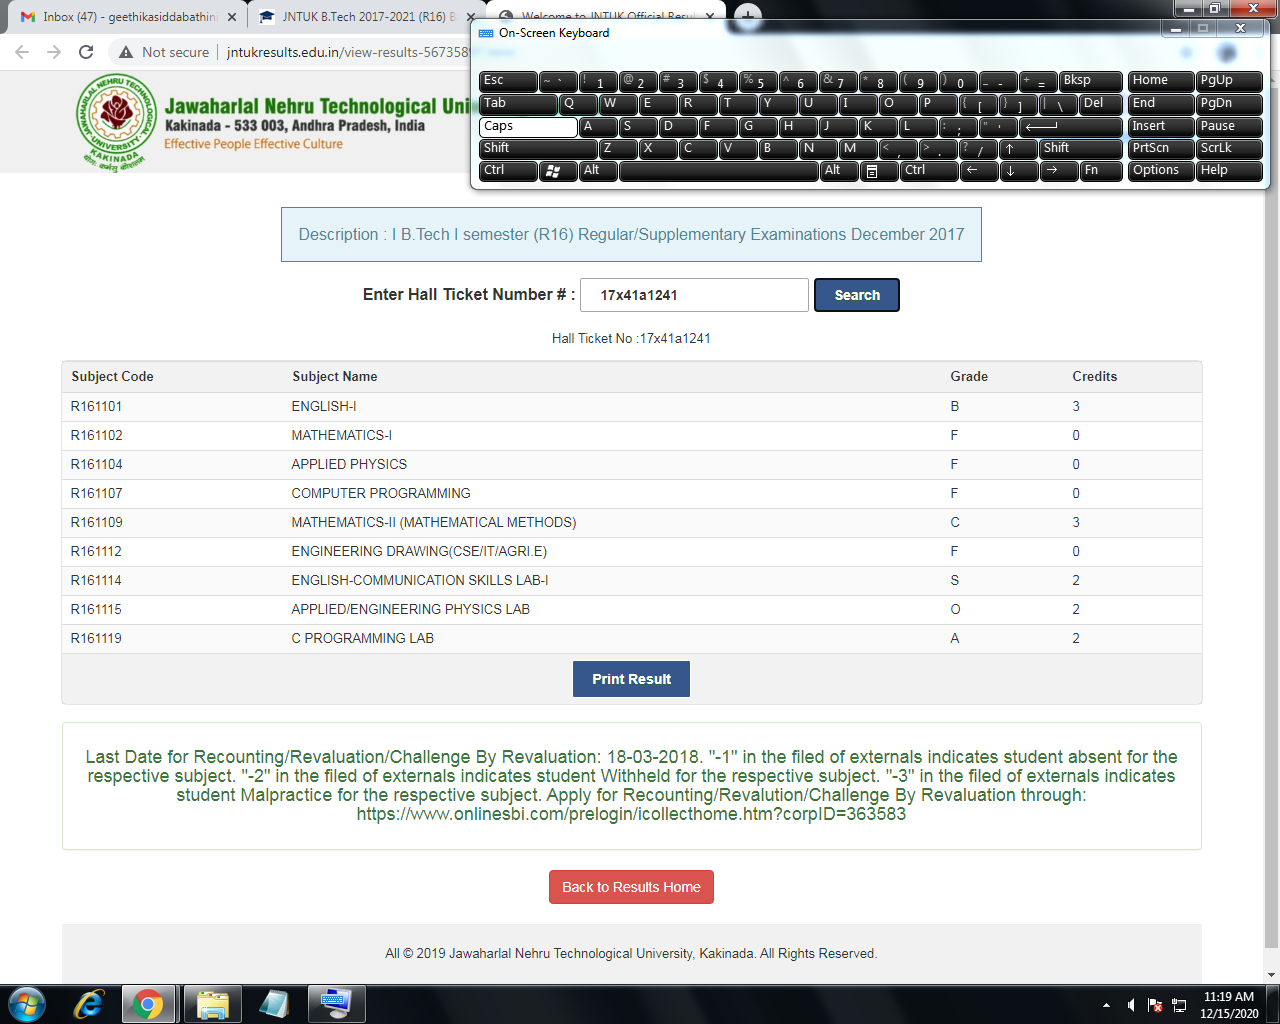 Inbox (47) - geethikasiddabathin
JNTUK B.Tech 2017-2021 (R16) B
Welcome to JNTUK Official Resul
Not secure
jntukresults.edu.in/view-results-567358
On-Screen Keyboard
Esc ~ ` ! 1 @ 2 # 3 $ 4 % 5 ^ 6 & 7 * 8 ( 9 ) 0 _ - + = Bksp Home PgUp
Tab Q W E R T Y U I O P { [ } ] | \ Del End PgDn
Caps A S D F G H J K L : ; " ' Insert Pause
Shift Z X C V B N M < , > . ? / ↑ Shift PrtScn ScrLk
Ctrl Alt Alt Ctrl ← ↓ → Fn Options Help
JAWAHARLAL NEHRU TECHNOLOGICAL UNIVERSITY
KAKINADA
Jawaharlal Nehru Technological Uni
Kakinada - 533 003, Andhra Pradesh, India
Effective People Effective Culture
Description : I B.Tech I semester (R16) Regular/Supplementary Examinations December 2017
Enter Hall Ticket Number # : 17x41a1241 Search
Hall Ticket No :17x41a1241
Subject Code Subject Name Grade Credits
R161101 ENGLISH-I B 3
R161102 MATHEMATICS-I F 0
R161104 APPLIED PHYSICS F 0
R161107 COMPUTER PROGRAMMING F 0
R161109 MATHEMATICS-II (MATHEMATICAL METHODS) C 3
R161112 ENGINEERING DRAWING(CSE/IT/AGRI.E) F 0
R161114 ENGLISH-COMMUNICATION SKILLS LAB-I S 2
R161115 APPLIED/ENGINEERING PHYSICS LAB O 2
R161119 C PROGRAMMING LAB A 2
Print Result
Last Date for Recounting/Revaluation/Challenge By Revaluation: 18-03-2018. "-1" in the filed of externals indicates student absent for the
respective subject. "-2" in the filed of externals indicates student Withheld for the respective subject. "-3" in the filed of externals indicates
student Malpractice for the respective subject. Apply for Recounting/Revalution/Challenge By Revaluation through:
https://www.onlinesbi.com/prelogin/icollecthome.htm?corpID=363583
Back to Results Home
All © 2019 Jawaharlal Nehru Technological University, Kakinada. All Rights Reserved.
11:19 AM
12/15/2020